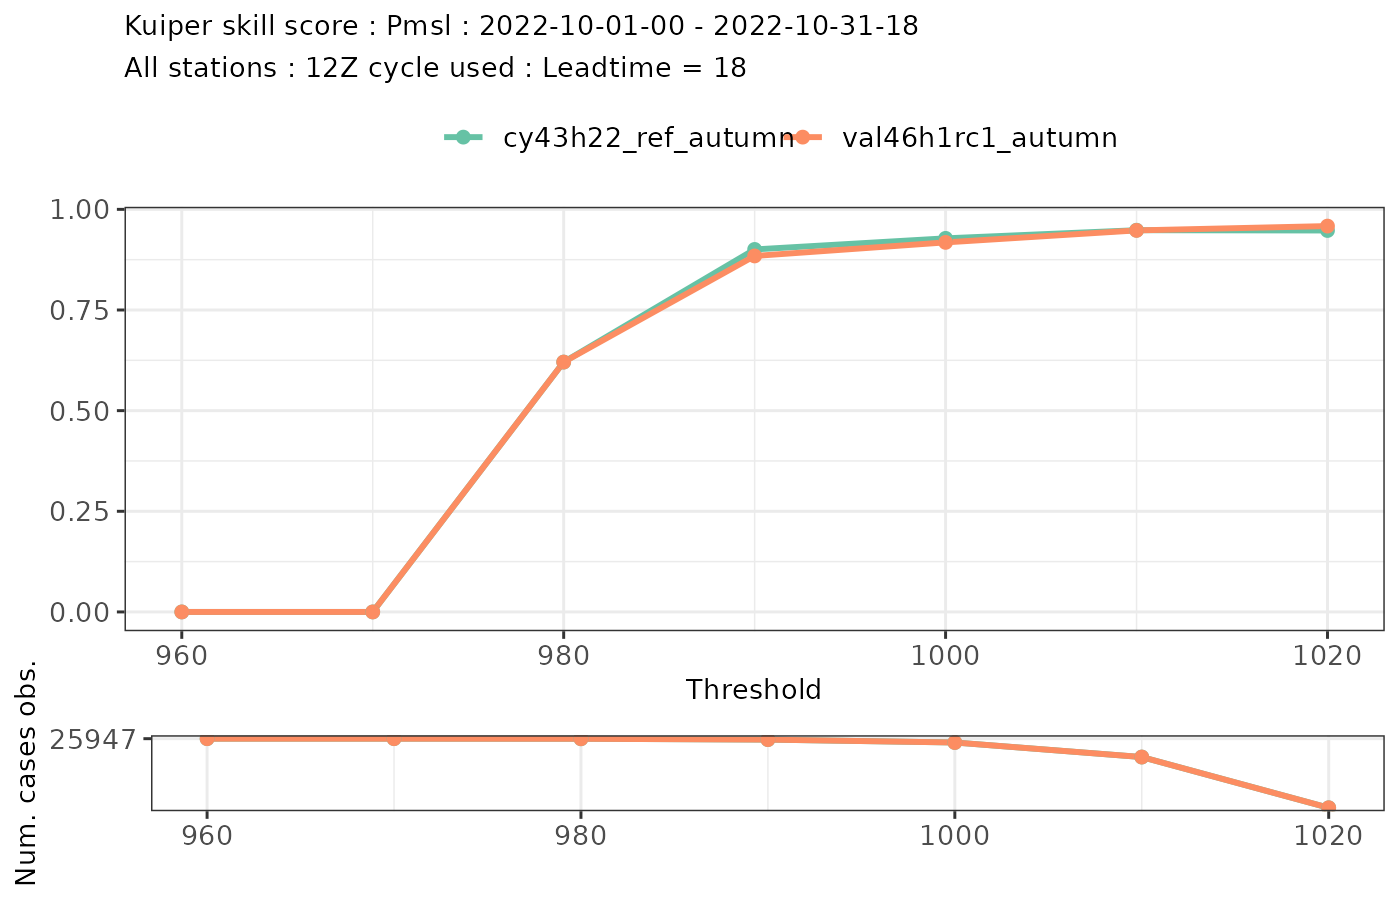 Kuiper skill score : Pmsl : 2022-10-01-00 - 2022-10-31-18
All stations : 12Z cycle used : Leadtime = 18
cy43h22_ref_autumn val46h1rc1_autumn
1.00
0.75
0.50
0.25
0.00
960 980 1000 1020
Threshold
Num. cases obs.
25947
960 980 1000 1020